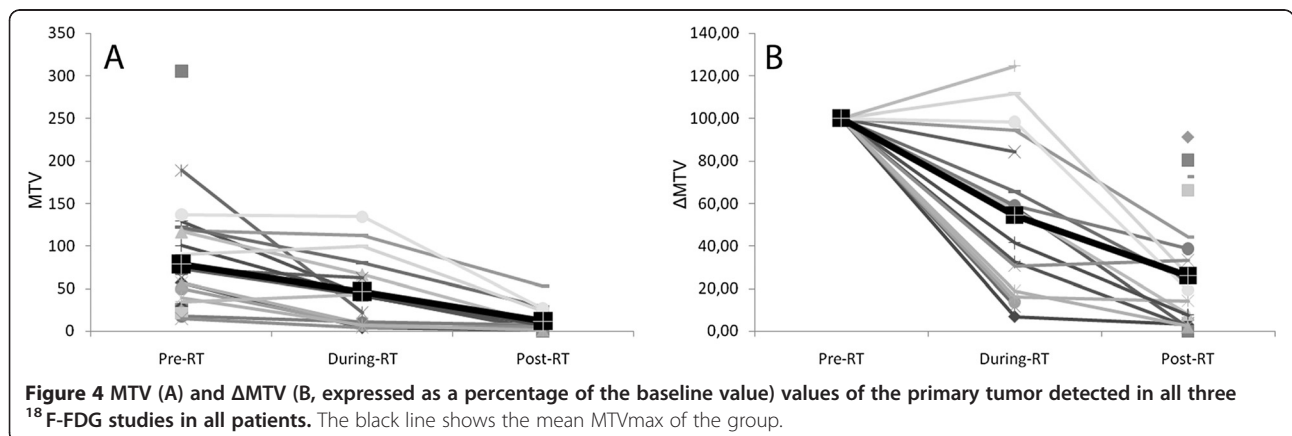 A
MTV
350
300
250
200
150
100
50
0
Pre-RT During-RT Post-RT
B
ΔMTV
140,00
120,00
100,00
80,00
60,00
40,00
20,00
0,00
Pre-RT During-RT Post-RT
Figure 4 MTV (A) and ΔMTV (B, expressed as a percentage of the baseline value) values of the primary tumor detected in all three
18 F-FDG studies in all patients. The black line shows the mean MTVmax of the group.